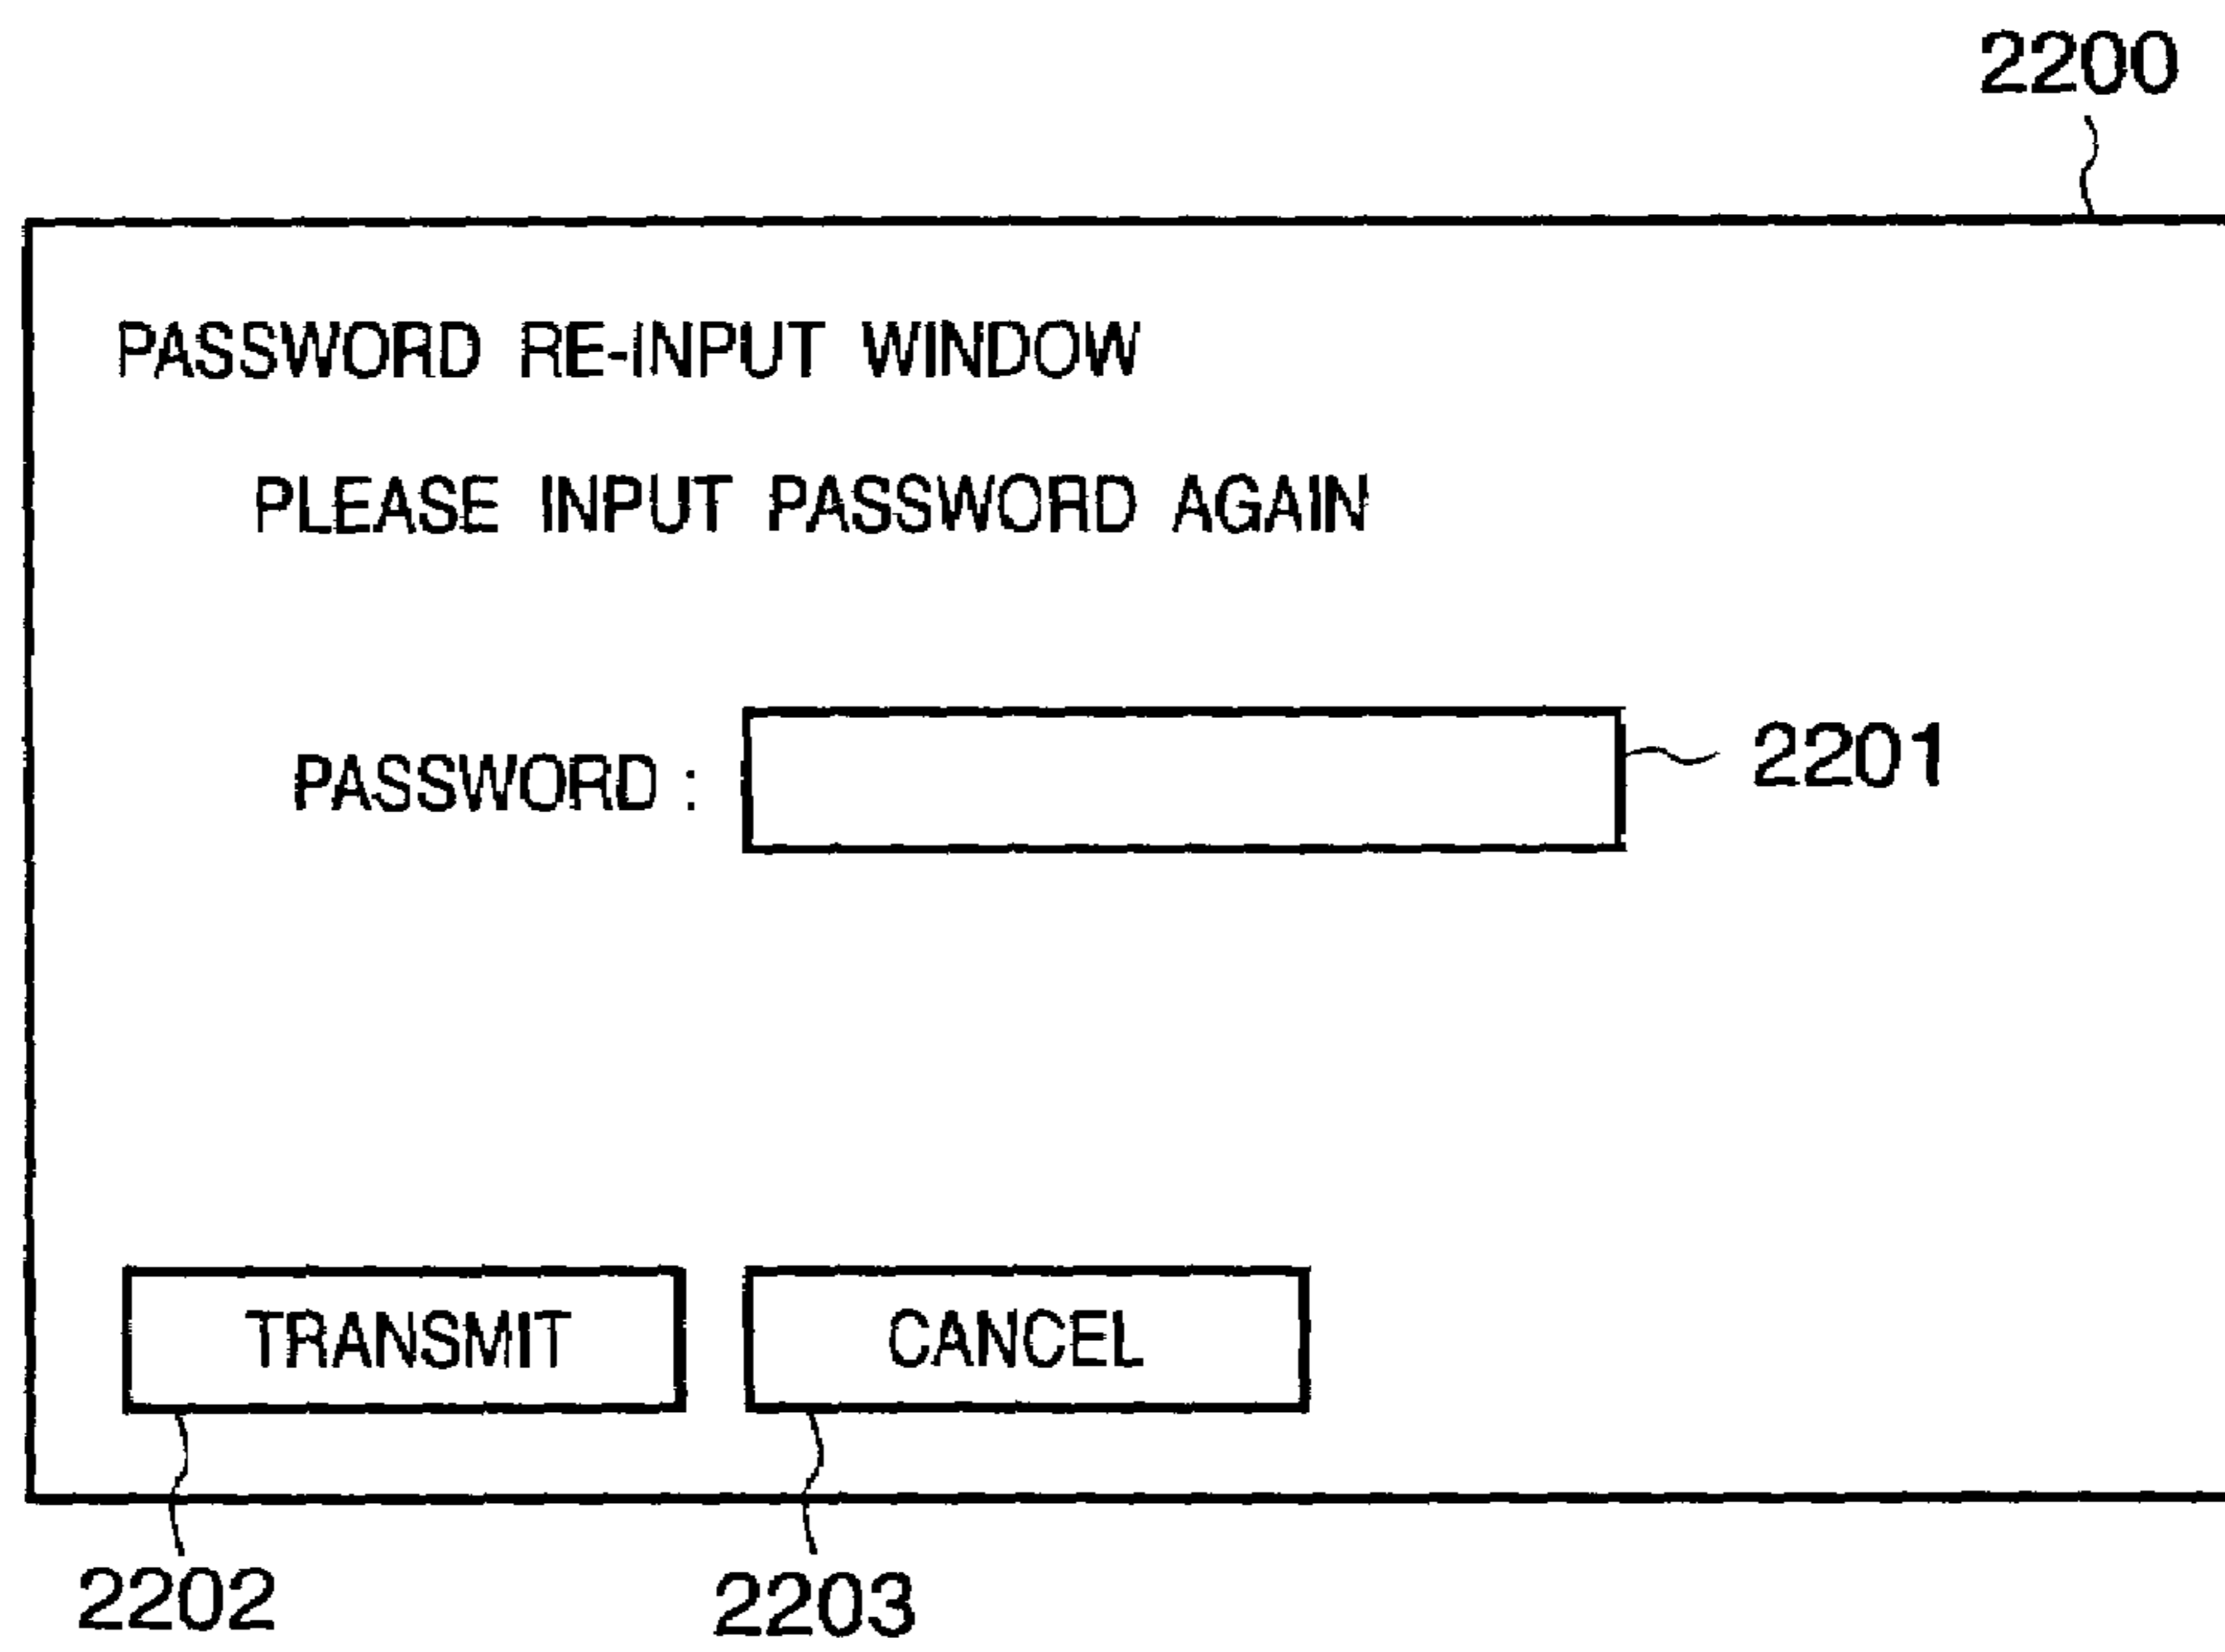 2200
PASSWORD RE-INPUT WINDOW
PLEASE INPUT PASSWORD AGAIN
PASSWORD :
2201
TRANSMIT
CANCEL
2202
2203